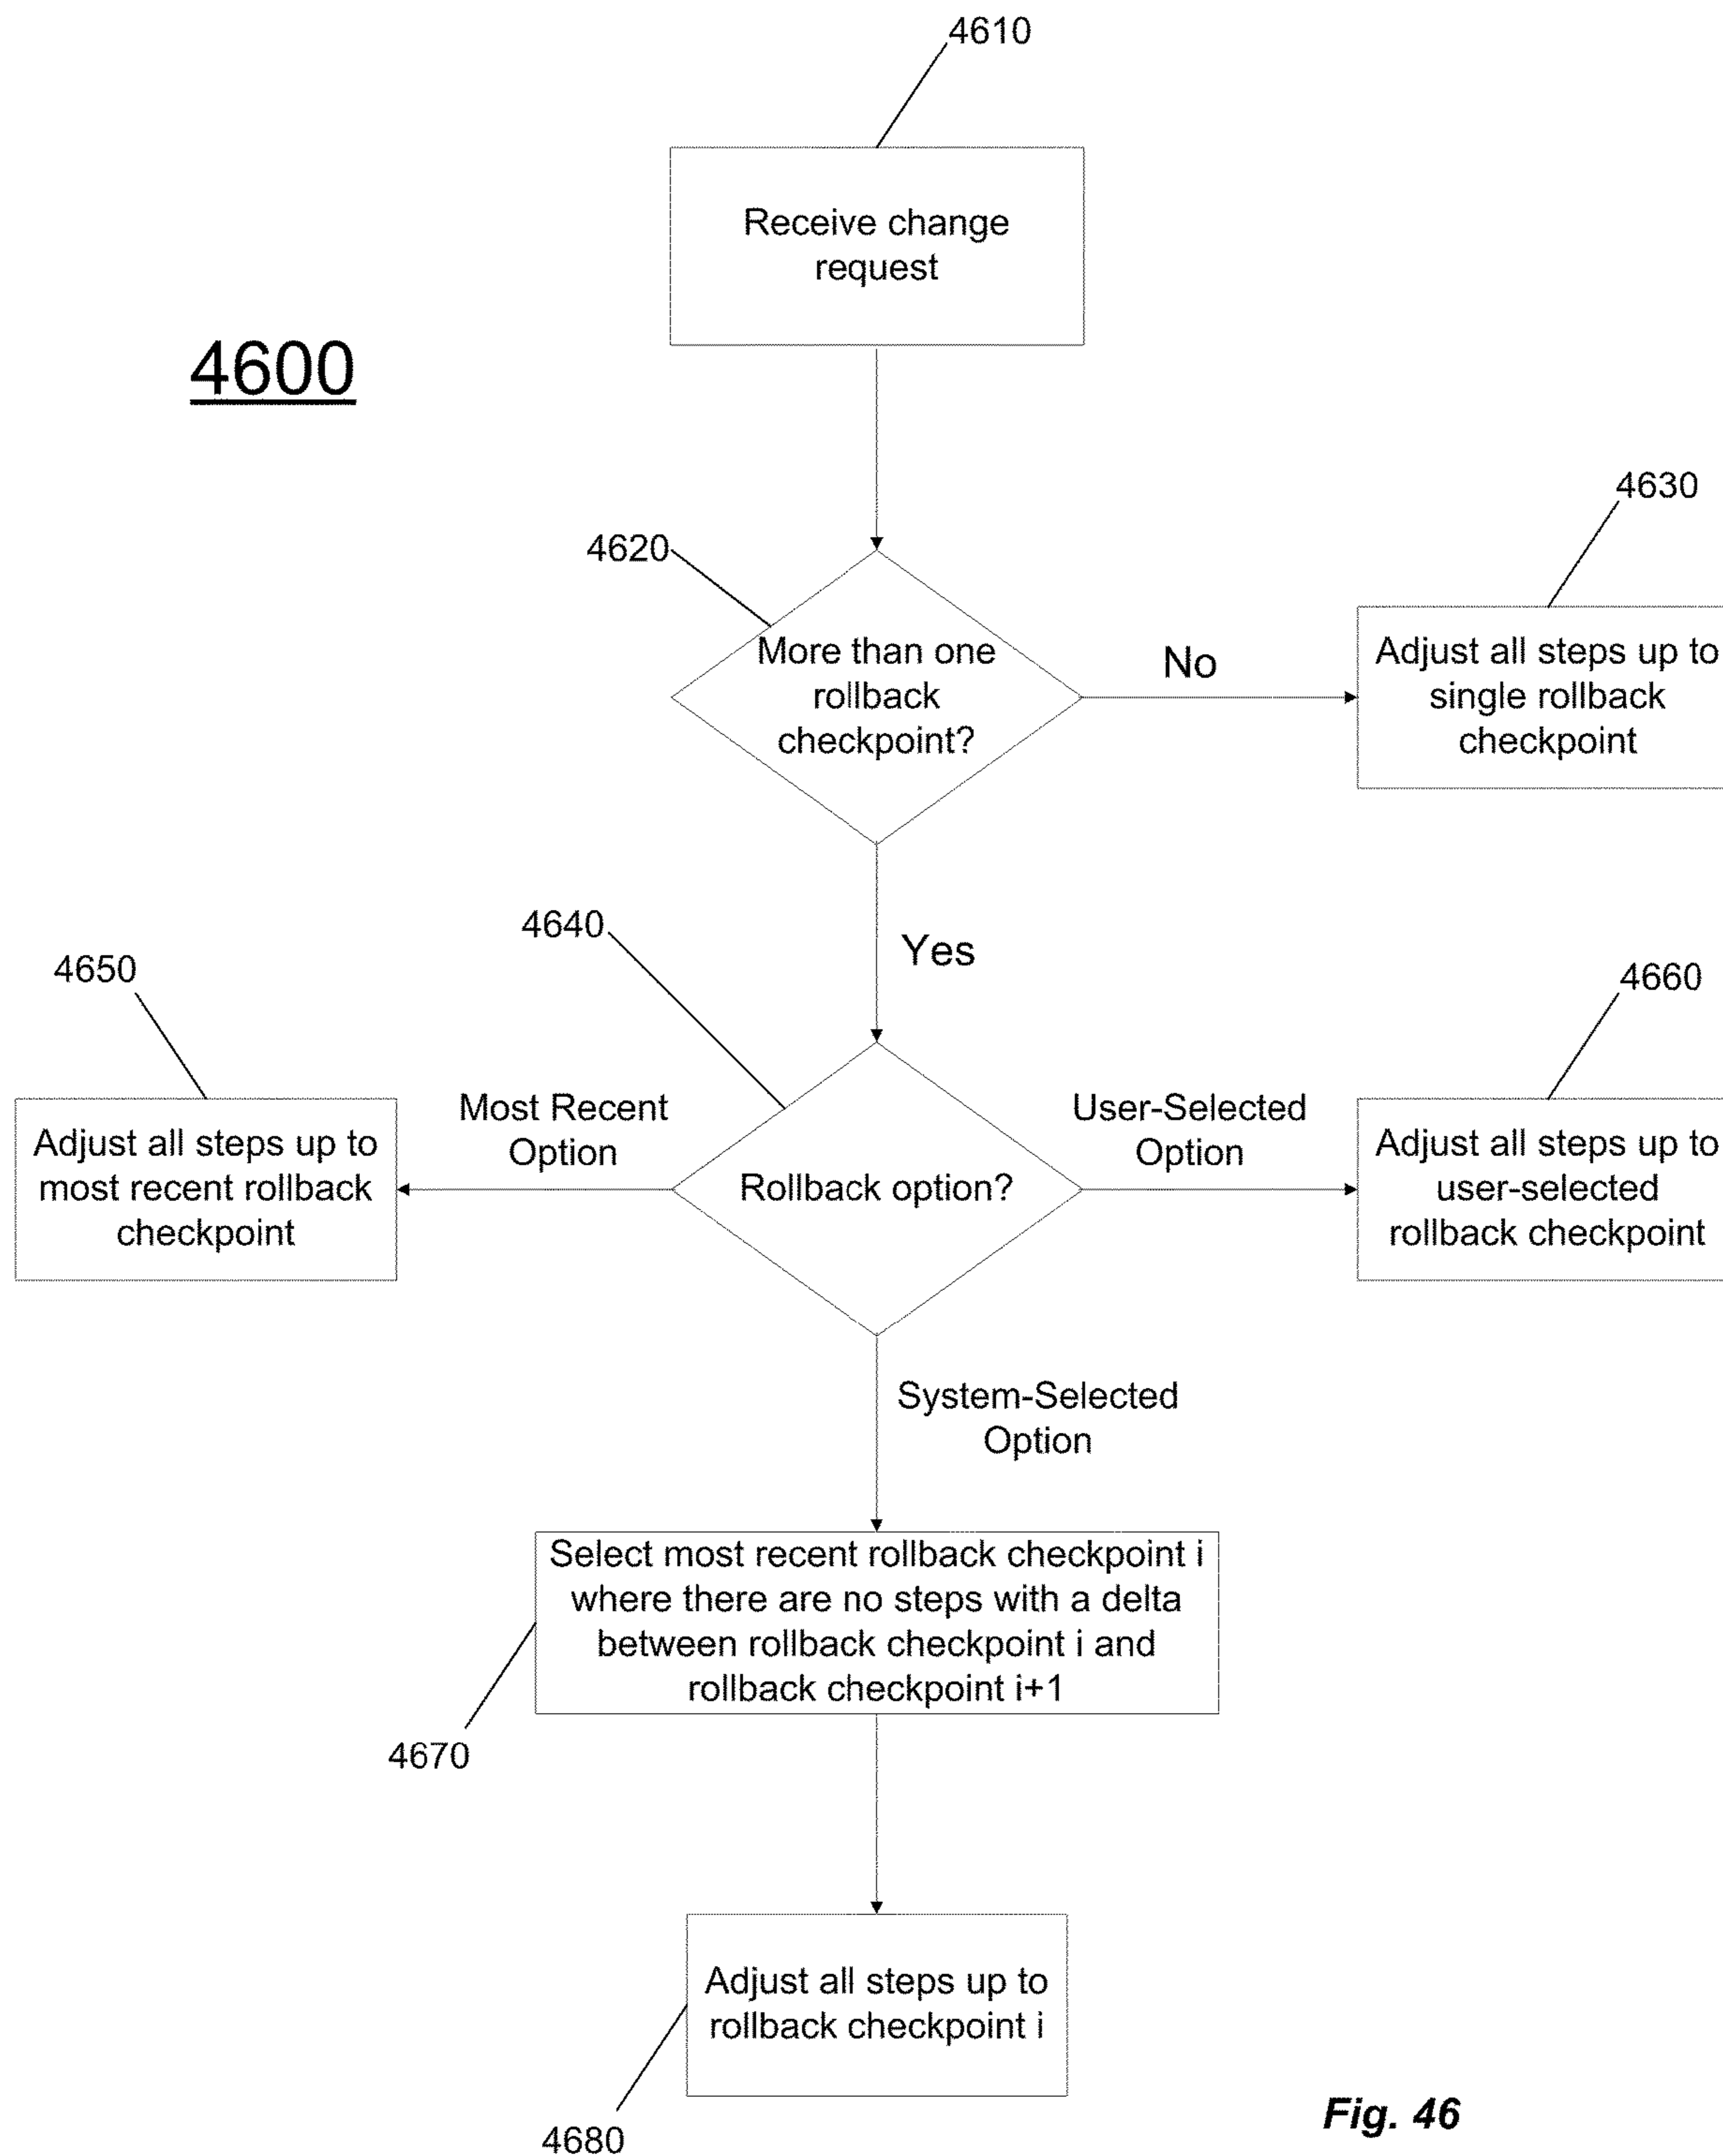 4610
Receive change
request
4600
4630
4620
More than one
rollback
checkpoint?
No
Adjust all steps up to
single rollback
checkpoint
4640
Yes
4650
4660
Most Recent
Option
User-Selected
Option
Adjust all steps up to
most recent rollback
checkpoint
Rollback option?
Adjust all steps up to
user-selected
rollback checkpoint
System-Selected
Option
Select most recent rollback checkpoint i
where there are no steps with a delta
between rollback checkpoint i and
rollback checkpoint i+1
4670
Adjust all steps up to
rollback checkpoint i
4680
Fig. 46